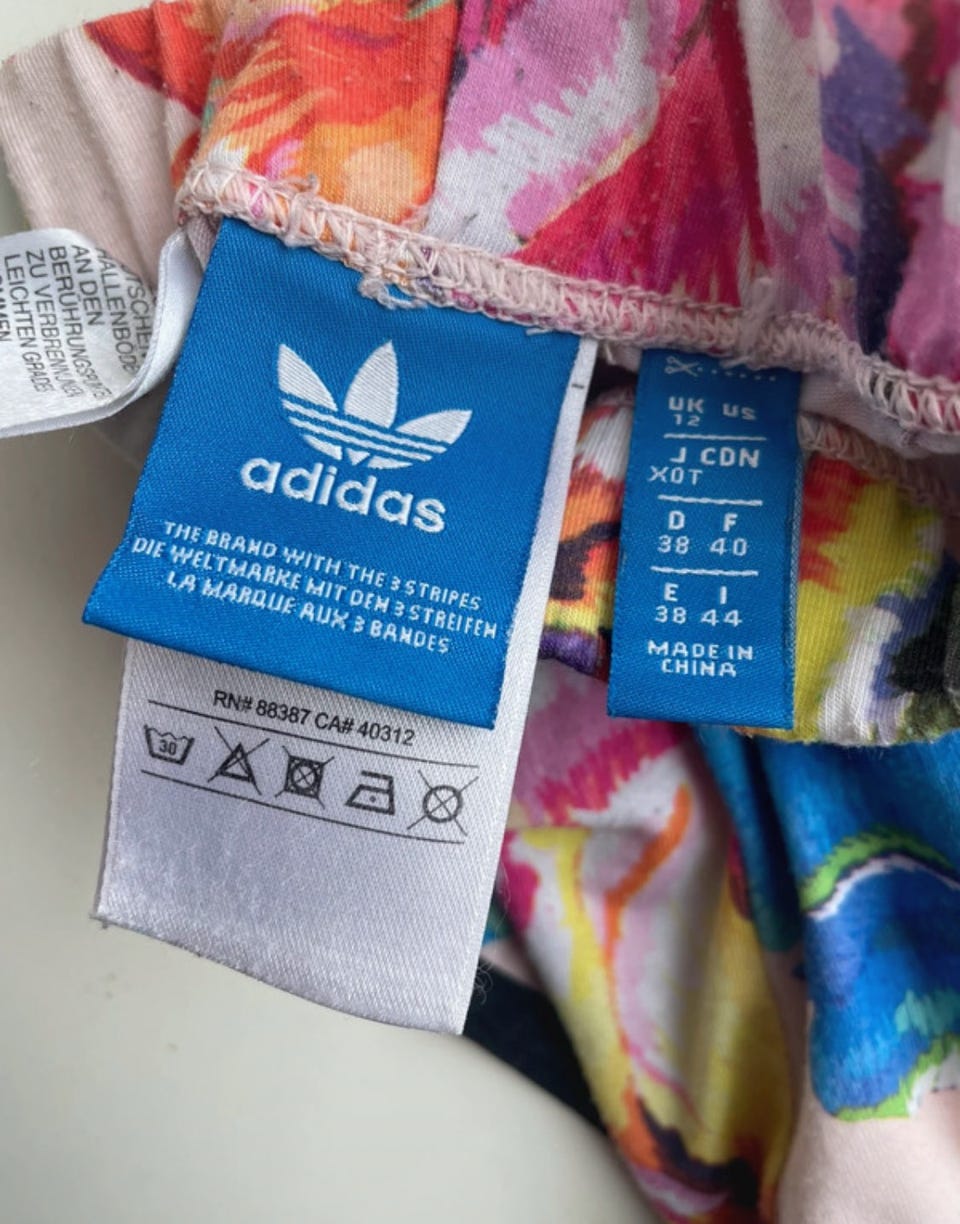 ZU VERBRENNUNGEN
LEICHTEN GRADES
AN DEN
adidas
THE BRAND WITH THE 3 STRIPES
DIE WELTMARKE MIT DEN 3 STREIFEN
LA MARQUE AUX 3 BANDES
RN# 88387 CA# 40312
30
UK US
12
J CDN
XOT
D F
38 40
E I
38 44
MADE IN
CHINA